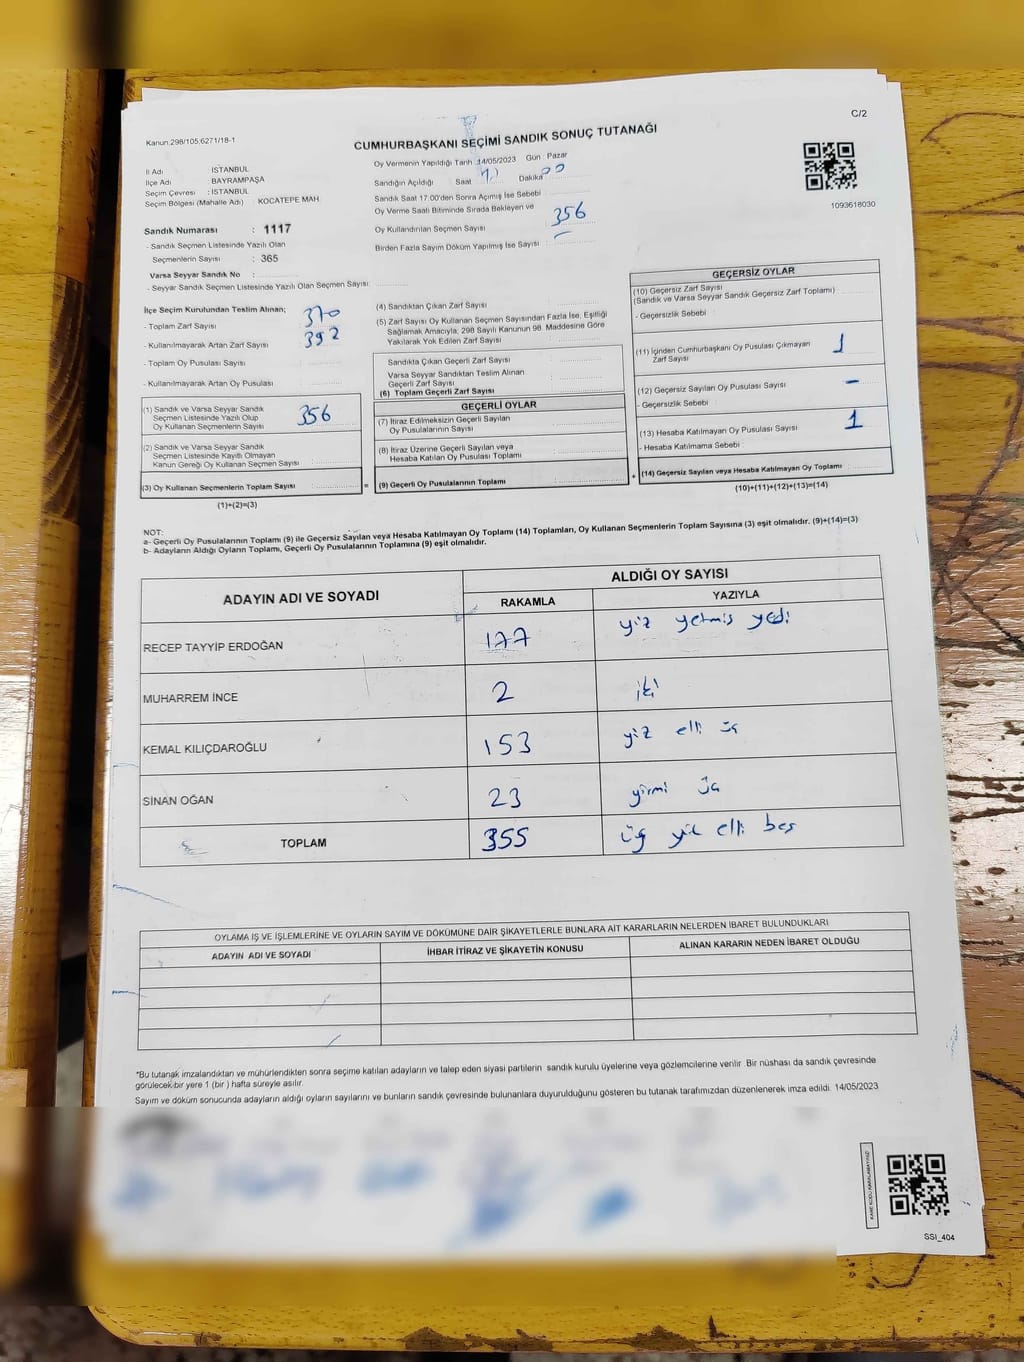 C/2
Kanun:298/105;6271/18-1
CUMHURBAŞKANI SEÇİMİ SANDIK SONUÇ TUTANAĞI
İl Adı İSTANBUL
İlçe Adı BAYRAMPAŞA
Seçim Çevresi : İSTANBUL
Seçim Bölgesi (Mahalle Adı) : KOCATEPE MAH.
Sandık Numarası : 1117
- Sandık Seçmen Listesinde Yazılı Olan
Seçmenlerin Sayısı : 365
Varsa Seyyar Sandık No :
- Seyyar Sandık Seçmen Listesinde Yazılı Olan Seçmen Sayısı:
Oy Vermenin Yapıldığı Tarih :14/05/2023 Gün : Pazar
Sandığın Açıldığı Saat Dakika 00
Sandık Saat 17:00'den Sonra Açımış İse Sebebi :
Oy Verme Saati Bitiminde Sırada Bekleyen ve
Oy Kullandırılan Seçmen Sayısı : 356
Birden Fazla Sayım Döküm Yapılmış İse Sayısı : –
1093618030
İlçe Seçim Kurulundan Teslim Alınan;
- Toplam Zarf Sayısı : 370
- Kullanılmayarak Artan Zarf Sayısı : 392
- Toplam Oy Pusulası Sayısı :
- Kullanılmayarak Artan Oy Pusulası :
(1) Sandık ve Varsa Seyyar Sandık
Seçmen Listesinde Yazılı Olup
Oy Kullanan Seçmenlerin Sayısı 356
(2) Sandık ve Varsa Seyyar Sandık
Seçmen Listesinde Kayıtlı Olmayan
Kanun Gereği Oy Kullanan Seçmen Sayısı :
(3) Oy Kullanan Seçmenlerin Toplam Sayısı :
(1)+(2)=(3)
(4) Sandıktan Çıkan Zarf Sayısı :
(5) Zarf Sayısı Oy Kullanan Seçmen Sayısından Fazla İse, Eşitliği
Sağlamak Amacıyla; 298 Sayılı Kanunun 98. Maddesine Göre
Yakılarak Yok Edilen Zarf Sayısı :
Sandıkta Çıkan Geçerli Zarf Sayısı :
Varsa Seyyar Sandıktan Teslim Alınan
Geçerli Zarf Sayısı :
(6) Toplam Geçerli Zarf Sayısı :
GEÇERLİ OYLAR
(7) İtiraz Edilmeksizin Geçerli Sayılan
Oy Pusulalarının Sayısı :
(8) İtiraz Üzerine Geçerli Sayılan veya
Hesaba Katılan Oy Pusulası Toplamı :
= (9) Geçerli Oy Pusulalarının Toplamı :
GEÇERSİZ OYLAR
(10) Geçersiz Zarf Sayısı
(Sandık ve Varsa Seyyar Sandık Geçersiz Zarf Toplamı) :
- Geçersizlik Sebebi :
(11) İçinden Cumhurbaşkanı Oy Pusulası Çıkmayan
Zarf Sayısı : 1
(12) Geçersiz Sayılan Oy Pusulası Sayısı : –
- Geçersizlik Sebebi :
(13) Hesaba Katılmayan Oy Pusulası Sayısı : 1
- Hesaba Katılmama Sebebi :
+ (14) Geçersiz Sayılan veya Hesaba Katılmayan Oy Toplamı :
(10)+(11)+(12)+(13)=(14)
NOT:
a- Geçerli Oy Pusulalarının Toplamı (9) ile Geçersiz Sayılan veya Hesaba Katılmayan Oy Toplamı (14) Toplamları, Oy Kullanan Seçmenlerin Toplam Sayısına (3) eşit olmalıdır. (9)+(14)=(3)
b- Adayların Aldığı Oyların Toplamı, Geçerli Oy Pusulalarının Toplamına (9) eşit olmalıdır.
ADAYIN ADI VE SOYADI ALDIĞI OY SAYISI
RAKAMLA YAZIYLA
RECEP TAYYİP ERDOĞAN 177 yüz yetmiş yedi
MUHARREM İNCE 2 iki
KEMAL KILIÇDAROĞLU 153 yüz elli üç
SİNAN OĞAN 23 yirmi üç
TOPLAM 355 üç yüz elli beş
OYLAMA İŞ VE İŞLEMLERİNE VE OYLARIN SAYIM VE DÖKÜMÜNE DAİR ŞİKAYETLERLE BUNLARA AİT KARARLARIN NELERDEN İBARET BULUNDUKLARI
ADAYIN ADI VE SOYADI İHBAR İTİRAZ VE ŞİKAYETİN KONUSU ALINAN KARARIN NEDEN İBARET OLDUĞU
*Bu tutanak imzalandıktan ve mühürlendikten sonra seçime katılan adayların ve talep eden siyasi partilerin sandık kurulu üyelerine veya gözlemcilerine verilir. Bir nüshası da sandık çevresinde
görülecek bir yere 1 (bir ) hafta süreyle asılır.
Sayım ve döküm sonucunda adayların aldığı oyların sayılarını ve bunların sandık çevresinde bulunanlara duyurulduğunu gösteren bu tutanak tarafımızdan düzenlenerek imza edildi. 14/05/2023
KARE KODU KARALAMAYINIZ!
SSI_404